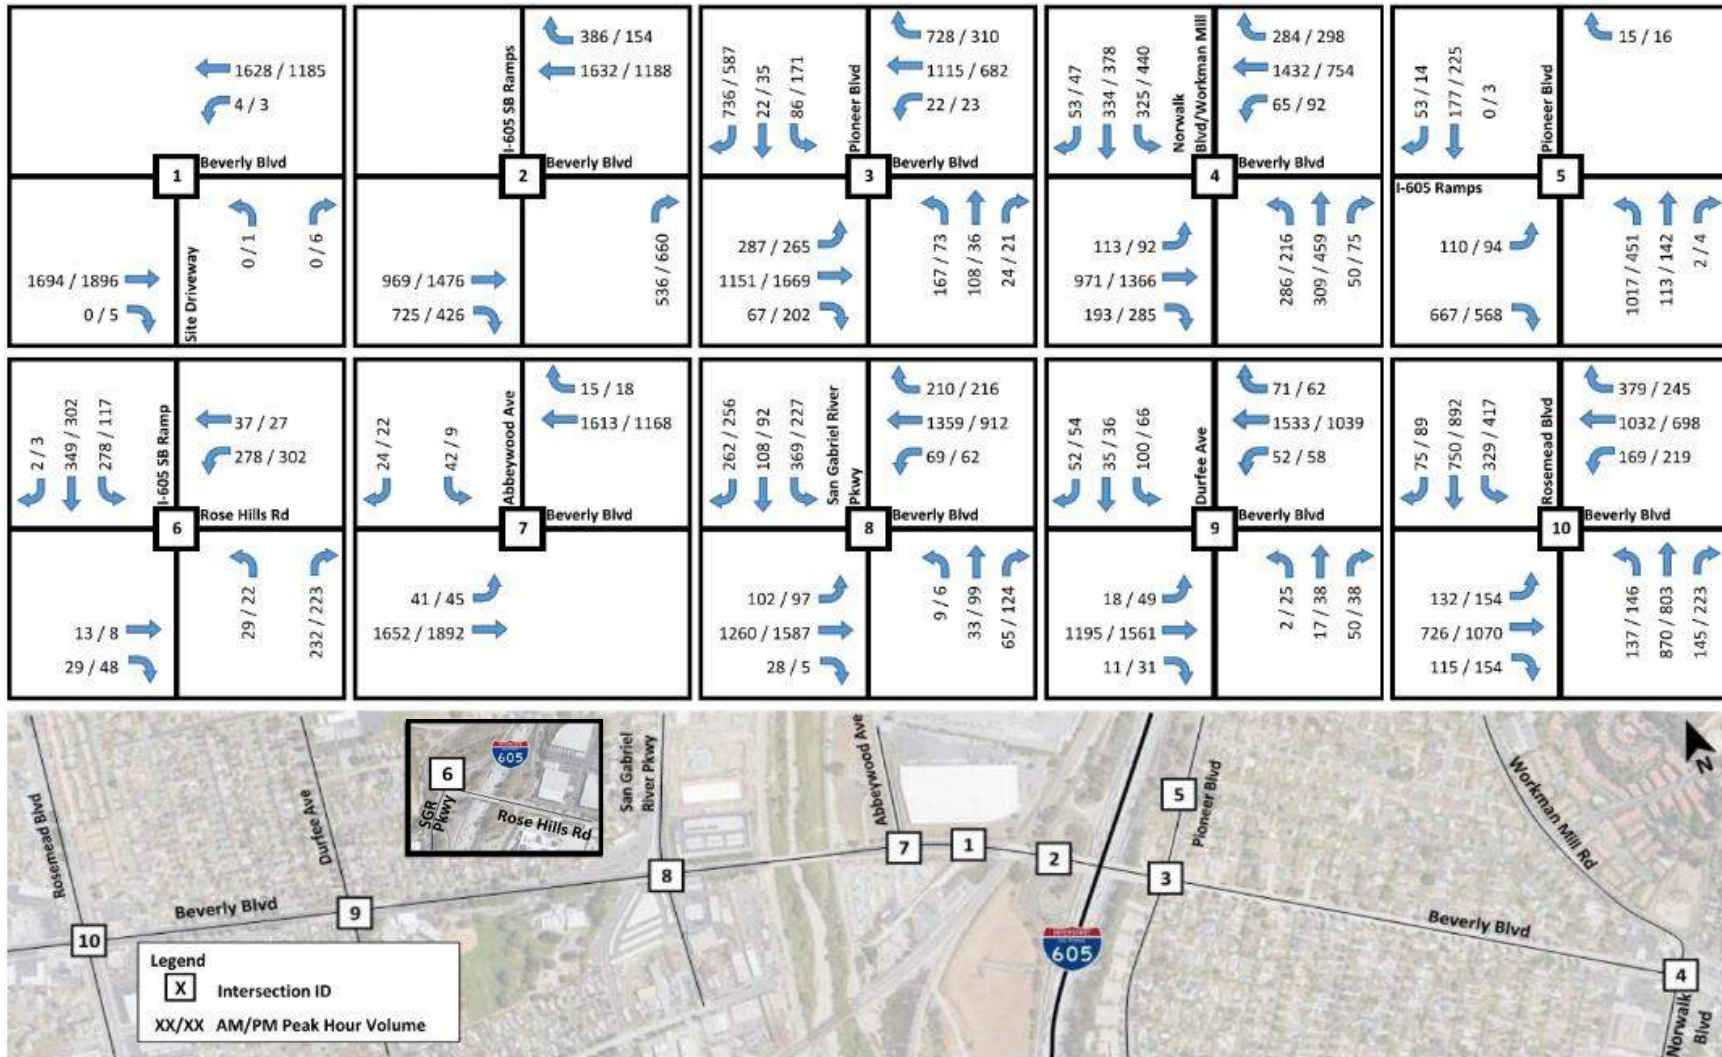 1628 / 1185
4 / 3
Beverly Blvd
1
1694 / 1896
0 / 5
Site Driveway
0 / 1
0 / 6
I-605 SB Ramps
386 / 154
1632 / 1188
Beverly Blvd
2
969 / 1476
725 / 426
536 / 660
736 / 587
22 / 35
86 / 171
Pioneer Blvd
728 / 310
1115 / 682
22 / 23
Beverly Blvd
3
287 / 265
1151 / 1669
67 / 202
167 / 73
108 / 36
24 / 21
53 / 47
334 / 378
325 / 440
Norwalk
Blvd/Workman Mill
284 / 298
1432 / 754
65 / 92
Beverly Blvd
4
113 / 92
971 / 1366
193 / 285
286 / 216
309 / 459
50 / 75
53 / 14
177 / 225
0 / 3
Pioneer Blvd
15 / 16
I-605 Ramps
5
110 / 94
667 / 568
1017 / 451
113 / 142
2 / 4
2 / 3
349 / 302
278 / 117
I-605 SB Ramp
37 / 27
278 / 302
Rose Hills Rd
6
13 / 8
29 / 48
29 / 22
232 / 223
24 / 22
42 / 9
Abbeywood Ave
15 / 18
1613 / 1168
Beverly Blvd
7
41 / 45
1652 / 1892
262 / 256
108 / 92
369 / 227
San Gabriel River
Pkwy
210 / 216
1359 / 912
69 / 62
Beverly Blvd
8
102 / 97
1260 / 1587
28 / 5
9 / 6
33 / 99
65 / 124
52 / 54
35 / 36
100 / 66
Durfee Ave
71 / 62
1533 / 1039
52 / 58
Beverly Blvd
9
18 / 49
1195 / 1561
11 / 31
2 / 25
17 / 38
50 / 38
75 / 89
750 / 892
329 / 417
Rosemead Blvd
379 / 245
1032 / 698
169 / 219
Beverly Blvd
10
132 / 154
726 / 1070
115 / 154
137 / 146
870 / 803
145 / 223
Rosemead Blvd
Durfee Ave
6
605
SGR
Pkwy
Rose Hills Rd
San Gabriel
River Pkwy
Abbeywood Ave
5
Pioneer Blvd
Workman Mill Rd
N
7
1
2
3
8
9
10
Beverly Blvd
Beverly Blvd
INTERSTATE
605
4
Norwalk
Blvd
Legend
X Intersection ID
XX/XX AM/PM Peak Hour Volume